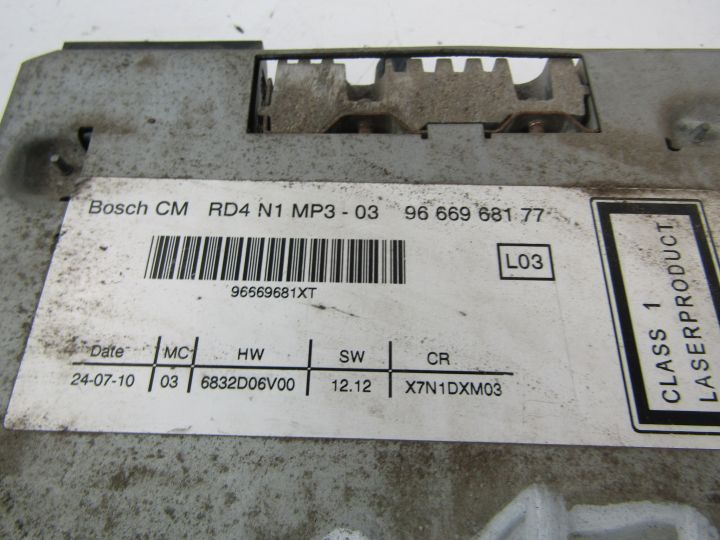 Bosch CM RD4 N1 MP3 - 03 96 669 681 77
96669681XT
L03
Date MC HW SW CR
24-07-10 03 6832D06V00 12.12 X7N1DXM03
CLASS 1
LASERPRODUCT